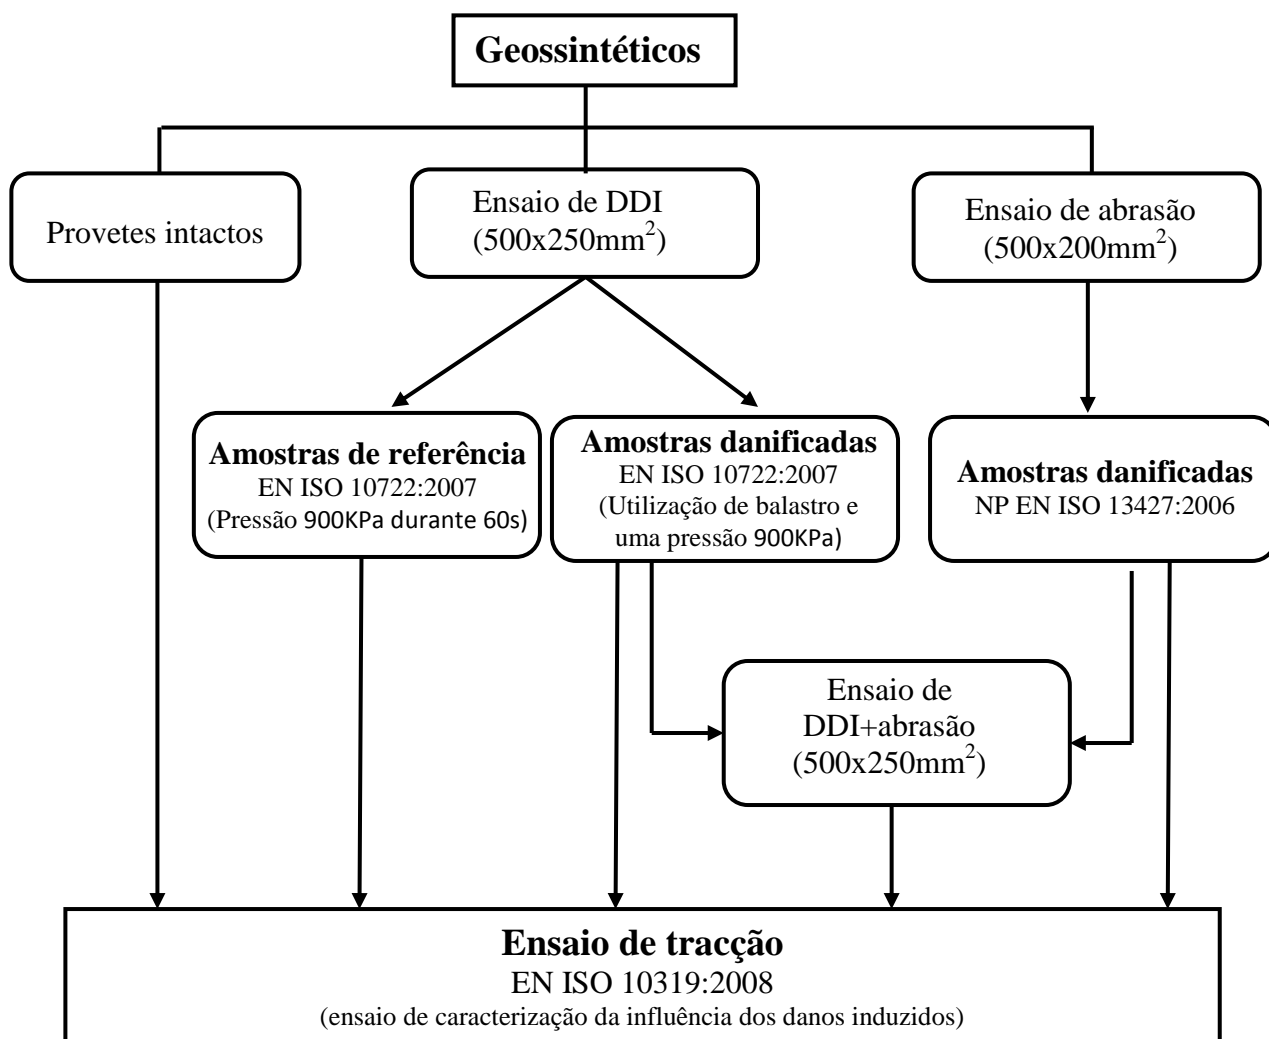 Geossintéticos
Provetes intactos
Ensaio de DDI
(500x250mm²)
Ensaio de abrasão
(500x200mm²)
Amostras de referência
EN ISO 10722:2007
(Pressão 900KPa durante 60s)
Amostras danificadas
EN ISO 10722:2007
(Utilização de balastro e
uma pressão 900KPa)
Amostras danificadas
NP EN ISO 13427:2006
Ensaio de
DDI+abrasão
(500x250mm²)
Ensaio de tracção
EN ISO 10319:2008
(ensaio de caracterização da influência dos danos induzidos)